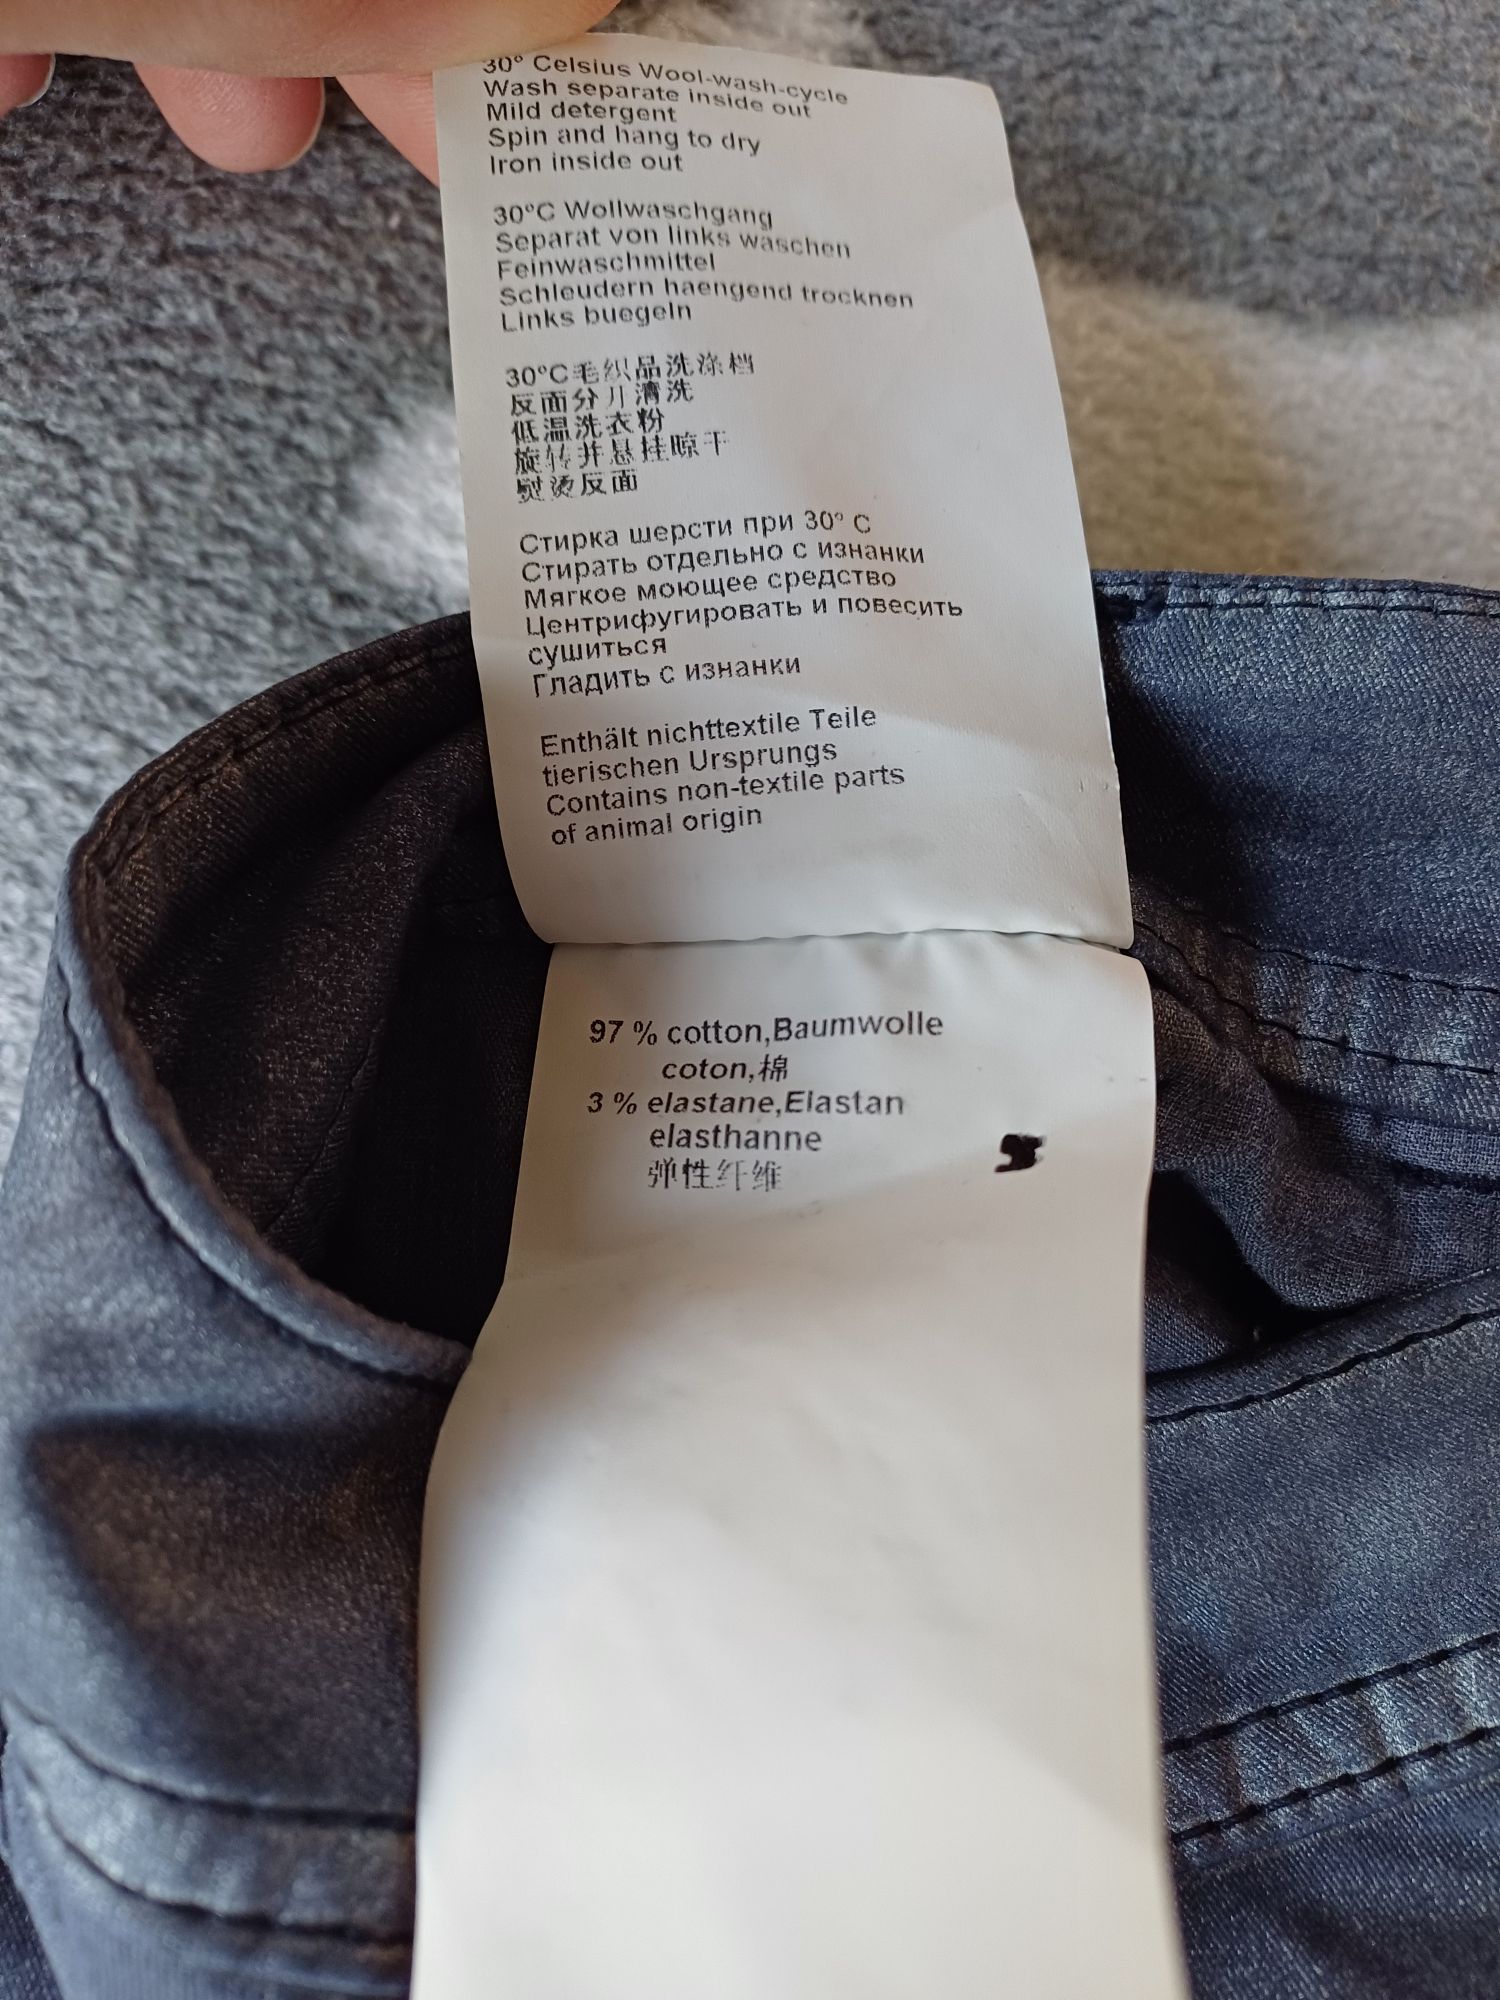 30° Celsius Wool-wash-cycle
Wash separate inside out
Mild detergent
Spin and hang to dry
Iron inside out
30°C Wollwaschgang
Separat von links waschen
Feinwaschmittel
Schleudern haengend trocknen
Links buegeln
30°C毛织品洗涤档
反面分开清洗
低温洗衣粉
旋转并悬挂晾干
熨烫反面
Стирка шерсти при 30° С
Стирать отдельно с изнанки
Мягкое моющее средство
Центрифугировать и повесить
сушиться
Гладить с изнанки
Enthält nichttextile Teile
tierischen Ursprungs
Contains non-textile parts
of animal origin
97 % cotton,Baumwolle
coton,棉
3 % elastane,Elastan
elasthanne
弹性纤维